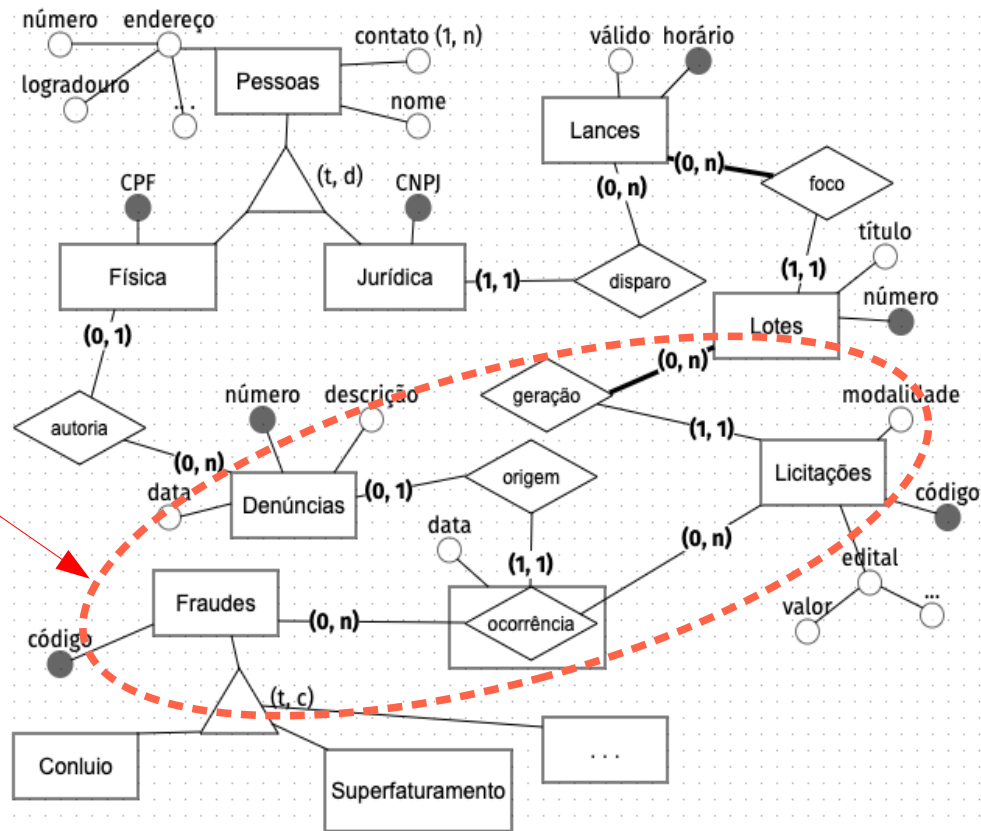 número endereço
contato (1, n)
válido horário
logradouro
...
Pessoas
nome
Lances
(0, n)
(0, n)
foco
(t, d)
CPF
CNPJ
título
Física
Jurídica
(1, 1)
disparo
(1, 1)
número
Lotes
(0, 1)
(0, n)
número descrição
geração
modalidade
autoria
(1, 1)
(0, n)
origem
Licitações
data
Denúncias
(0, 1)
código
data
(0, n)
(1, 1)
edital
...
Fraudes
(0, n)
ocorrência
valor
código
(t, c)
...
Conluio
Superfaturamento